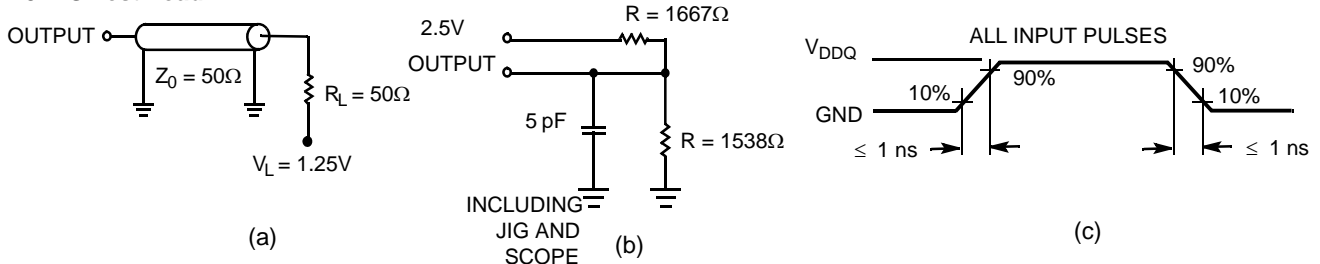 OUTPUT
Z0 = 50Ω
RL = 50Ω
VL = 1.25V
(a)
R = 1667Ω
2.5V
OUTPUT
5 pF
R = 1538Ω
INCLUDING
JIG AND
SCOPE
(b)
ALL INPUT PULSES
VDDQ
GND
10%
90%
90%
10%
≤ 1 ns
≤ 1 ns
(c)